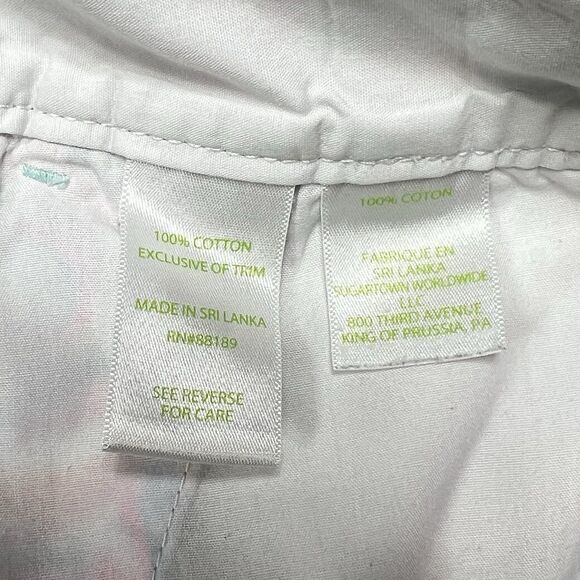 100% COTTON
EXCLUSIVE OF TRIM
MADE IN SRI LANKA
RN#88189
SEE REVERSE
FOR CARE
100% COTON
FABRIQUE EN
SRI LANKA
SUGARTOWN WORLDWIDE
LLC
800 THIRD AVENUE
KING OF PRUSSIA, PA